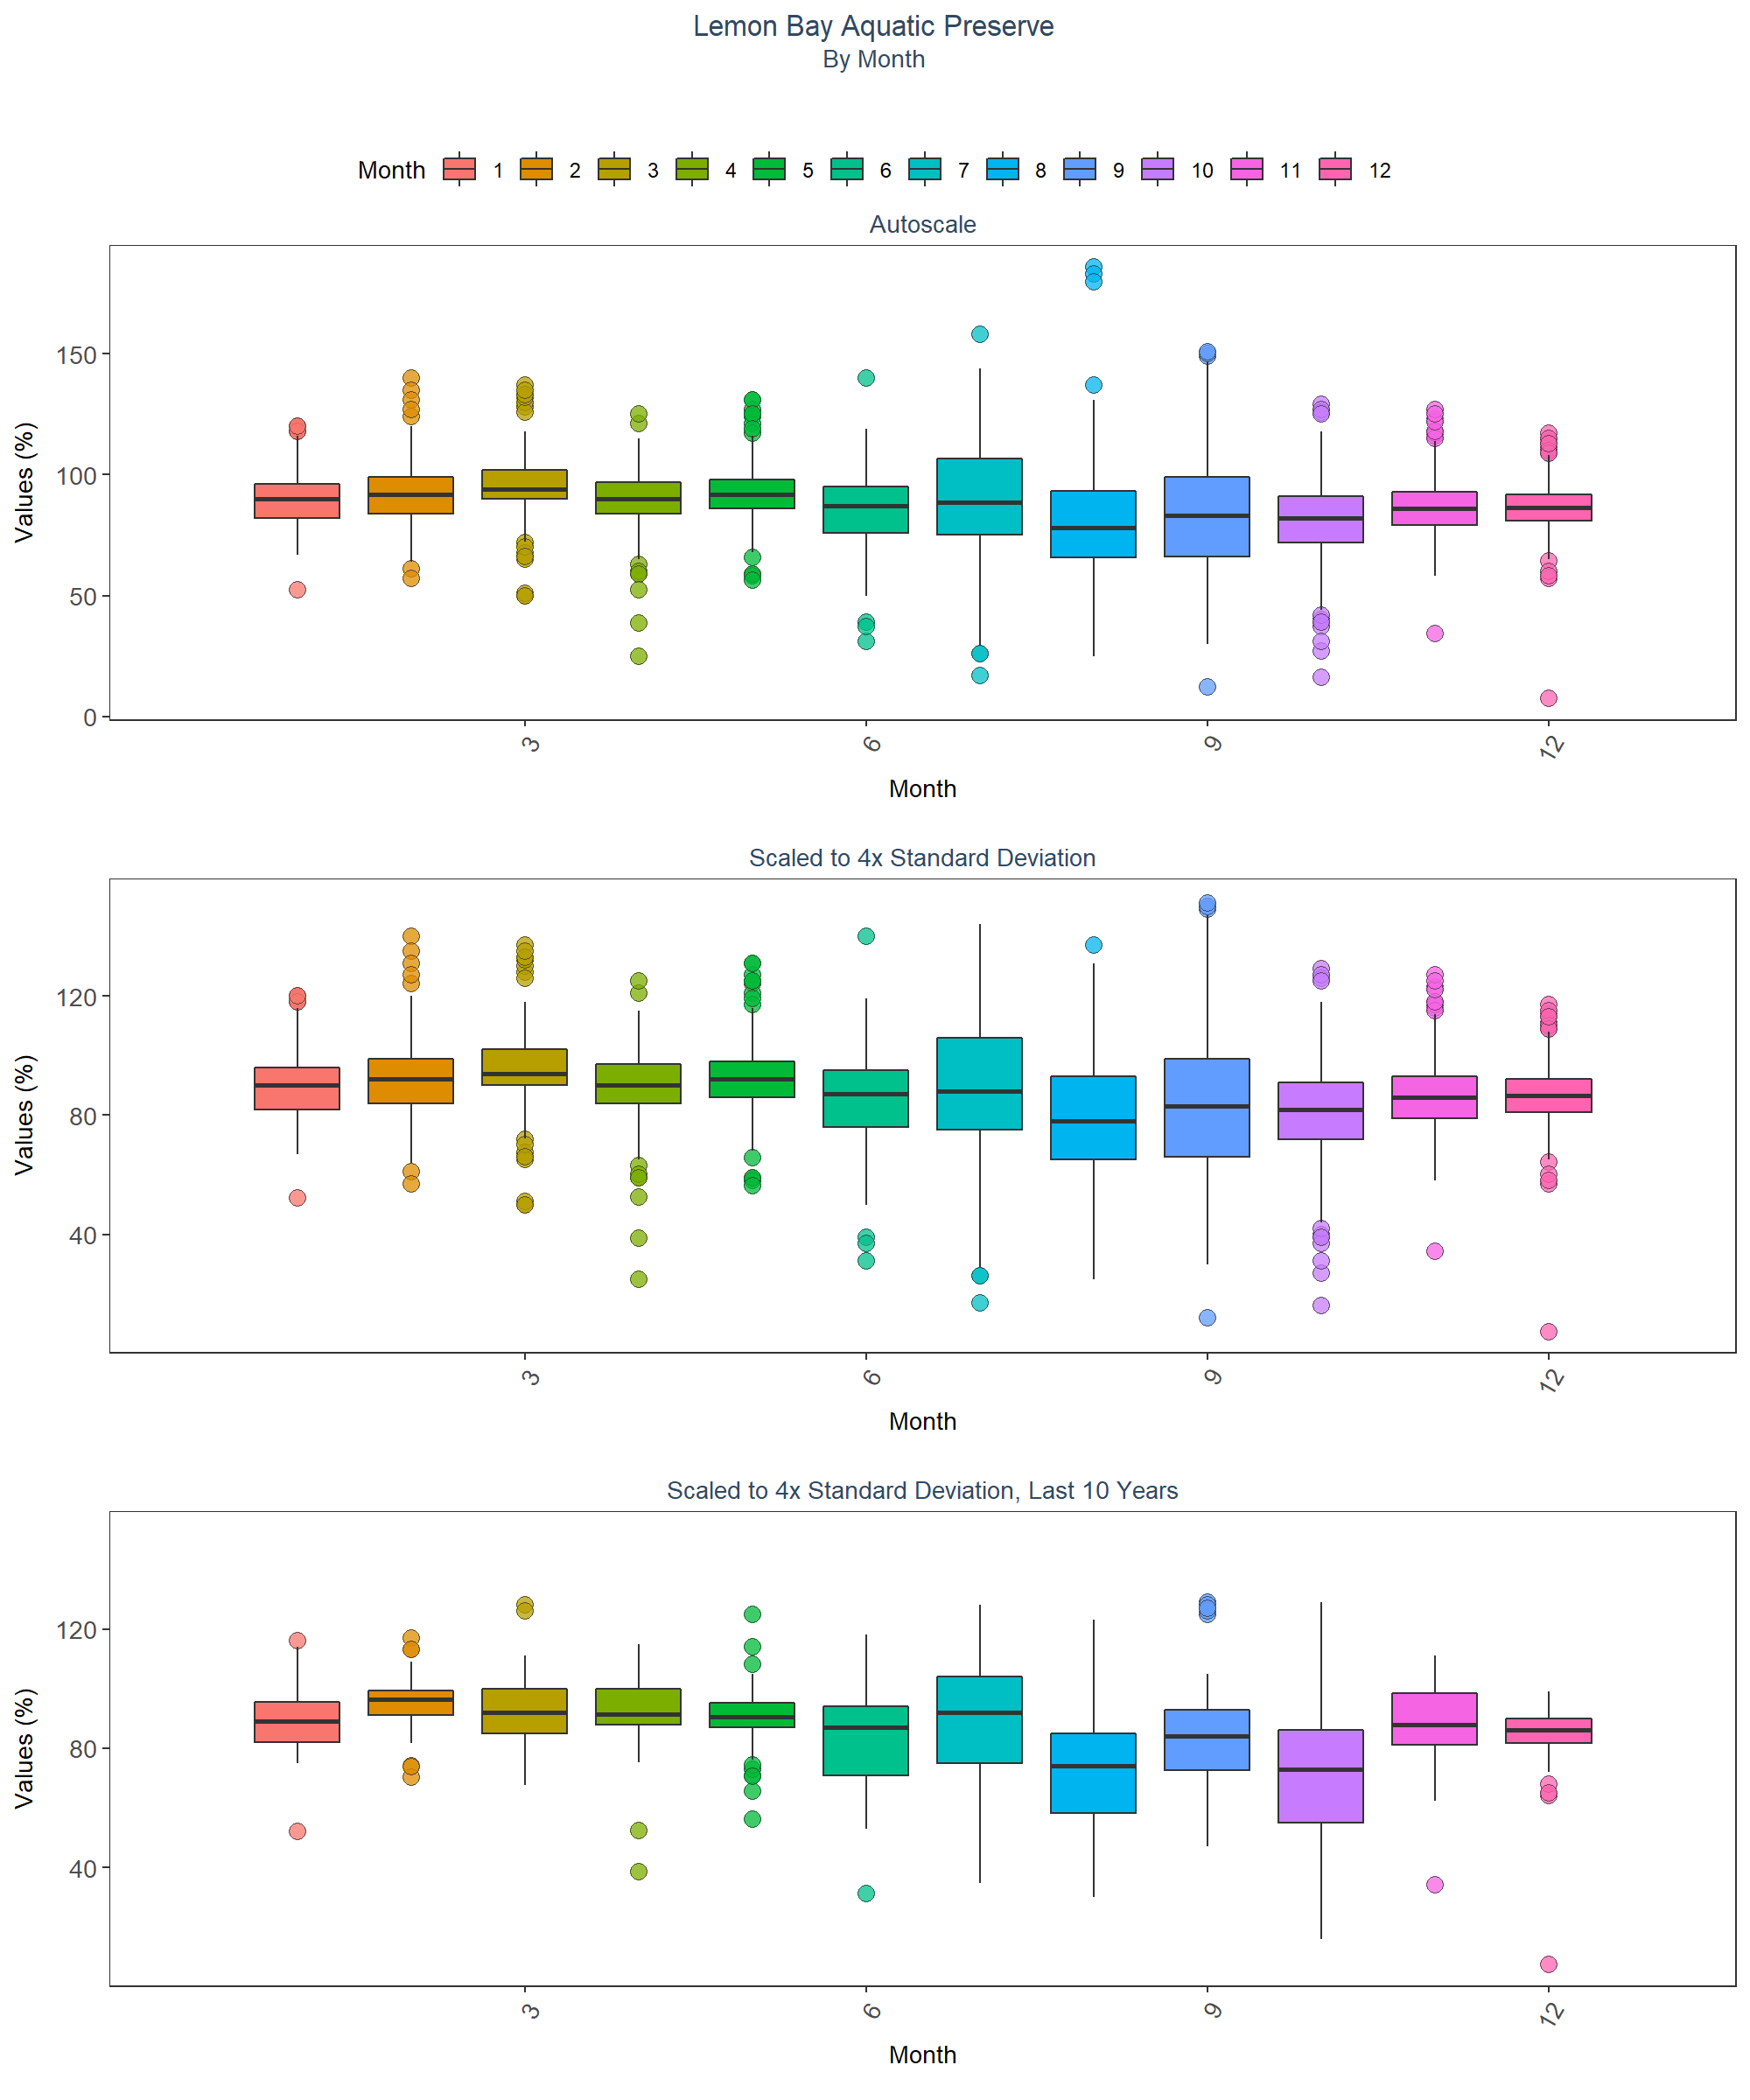 Lemon Bay Aquatic Preserve
By Month
Month 1 2 3 4 5 6 7 8 9 10 11 12
Autoscale
Values (%)
150
100
50
0
3 6 9 12
Month
Scaled to 4x Standard Deviation
Values (%)
120
80
40
3 6 9 12
Month
Scaled to 4x Standard Deviation, Last 10 Years
Values (%)
120
80
40
3 6 9 12
Month